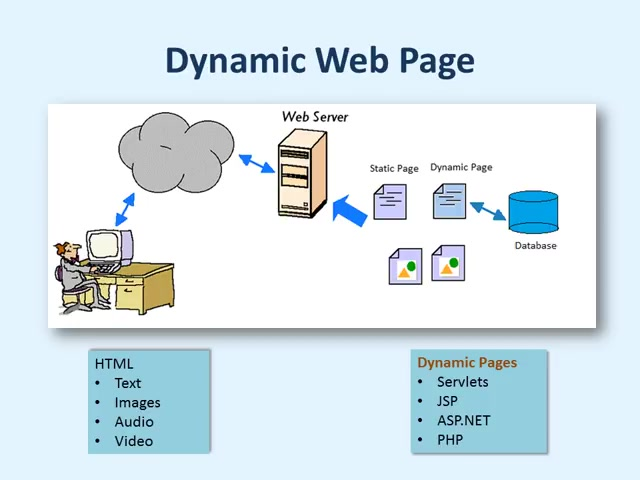 Dynamic Web Page
Web Server
Static Page
Dynamic Page
Database
HTML
• Text
• Images
• Audio
• Video
Dynamic Pages
• Servlets
• JSP
• ASP.NET
• PHP